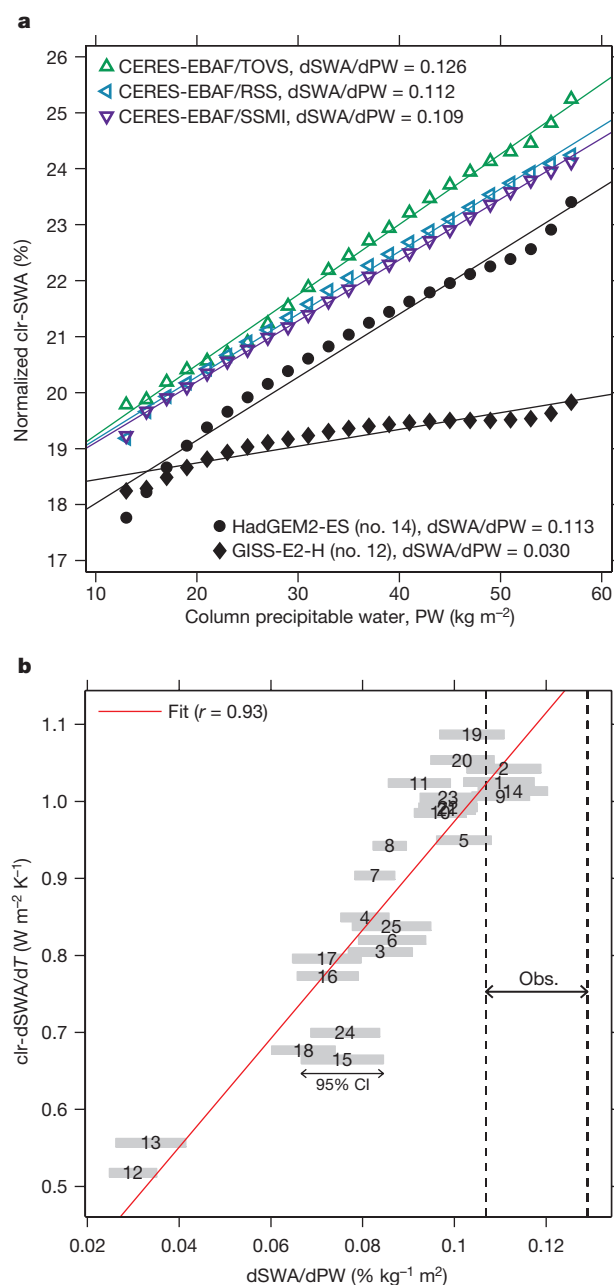 a
26
25
24
23
22
21
20
19
18
17
Normalized clr-SWA (%)
CERES-EBAF/TOVS, dSWA/dPW = 0.126
CERES-EBAF/RSS, dSWA/dPW = 0.112
CERES-EBAF/SSMI, dSWA/dPW = 0.109
HadGEM2-ES (no. 14), dSWA/dPW = 0.113
GISS-E2-H (no. 12), dSWA/dPW = 0.030
10 20 30 40 50 60
Column precipitable water, PW (kg m⁻²)
b
Fit (r = 0.93)
1.1
1.0
0.9
0.8
0.7
0.6
0.5
clr-dSWA/dT (W m⁻² K⁻¹)
19
20
2
11
1
14
23
9
10
5
8
7
4
25
6
3
17
16
24
18
15
95% CI
13
12
Obs.
0.02 0.04 0.06 0.08 0.1 0.12
dSWA/dPW (% kg⁻¹ m²)